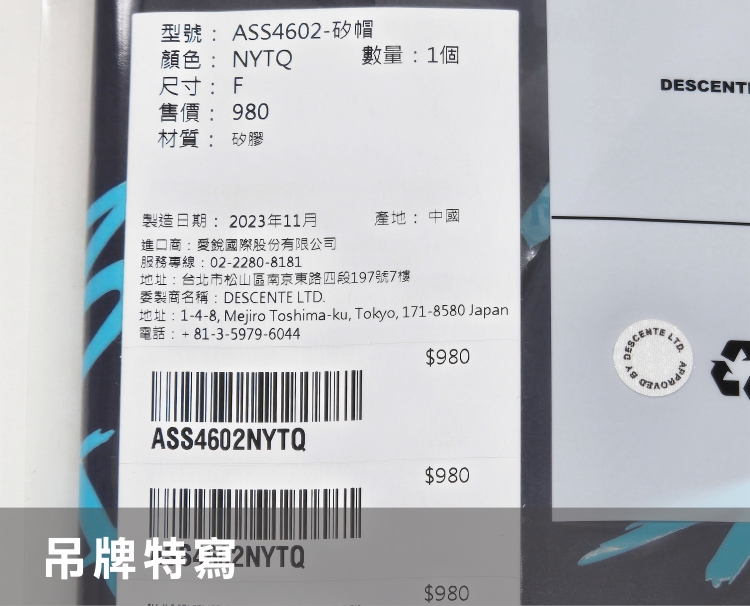 型號： ASS4602-矽帽
顏色： NYTQ 數量：1個
尺寸： F
售價： 980
材質： 矽膠
製造日期： 2023年11月 產地： 中國
進口商：愛銳國際股份有限公司
服務專線：02-2280-8181
地址：台北市松山區南京東路四段197號7樓
委製商名稱：DESCENTE LTD.
地址：1-4-8, Mejiro Toshima-ku, Tokyo, 171-8580 Japan
電話：+ 81-3-5979-6044
$980
ASS4602NYTQ
$980
ASS4602NYTQ
$980
DESCENTE
DESCENTE LTD.
APPROVED BY
吊牌特寫